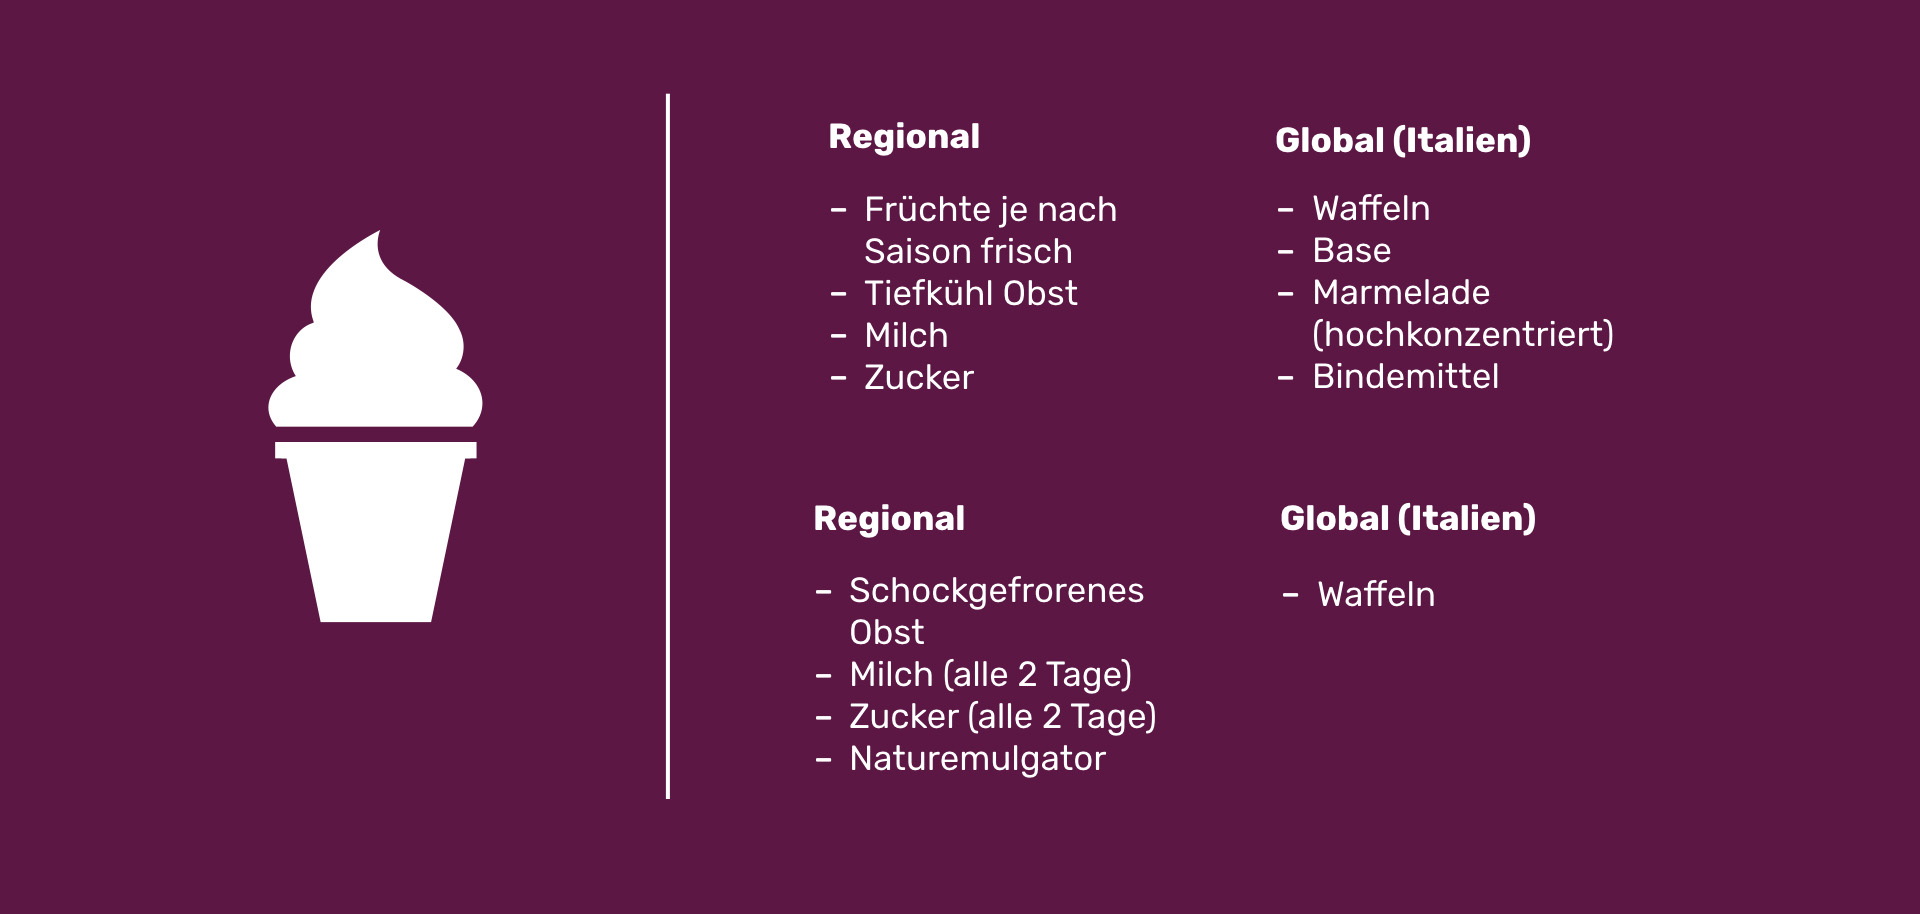 Regional
– Früchte je nach
Saison frisch
– Tiefkühl Obst
– Milch
– Zucker
Global (Italien)
– Waffeln
– Base
– Marmelade
(hochkonzentriert)
– Bindemittel
Regional
– Schockgefrorenes
Obst
– Milch (alle 2 Tage)
– Zucker (alle 2 Tage)
– Naturemulgator
Global (Italien)
– Waffeln